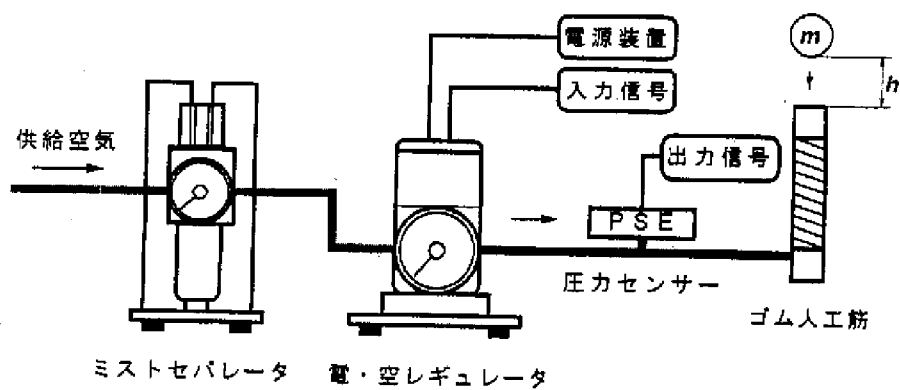 電源装置
m
入力信号
h
供給空気
出力信号
PSE
圧力センサー
ゴム人工筋
ミストセパレータ
電・空レギュレータ